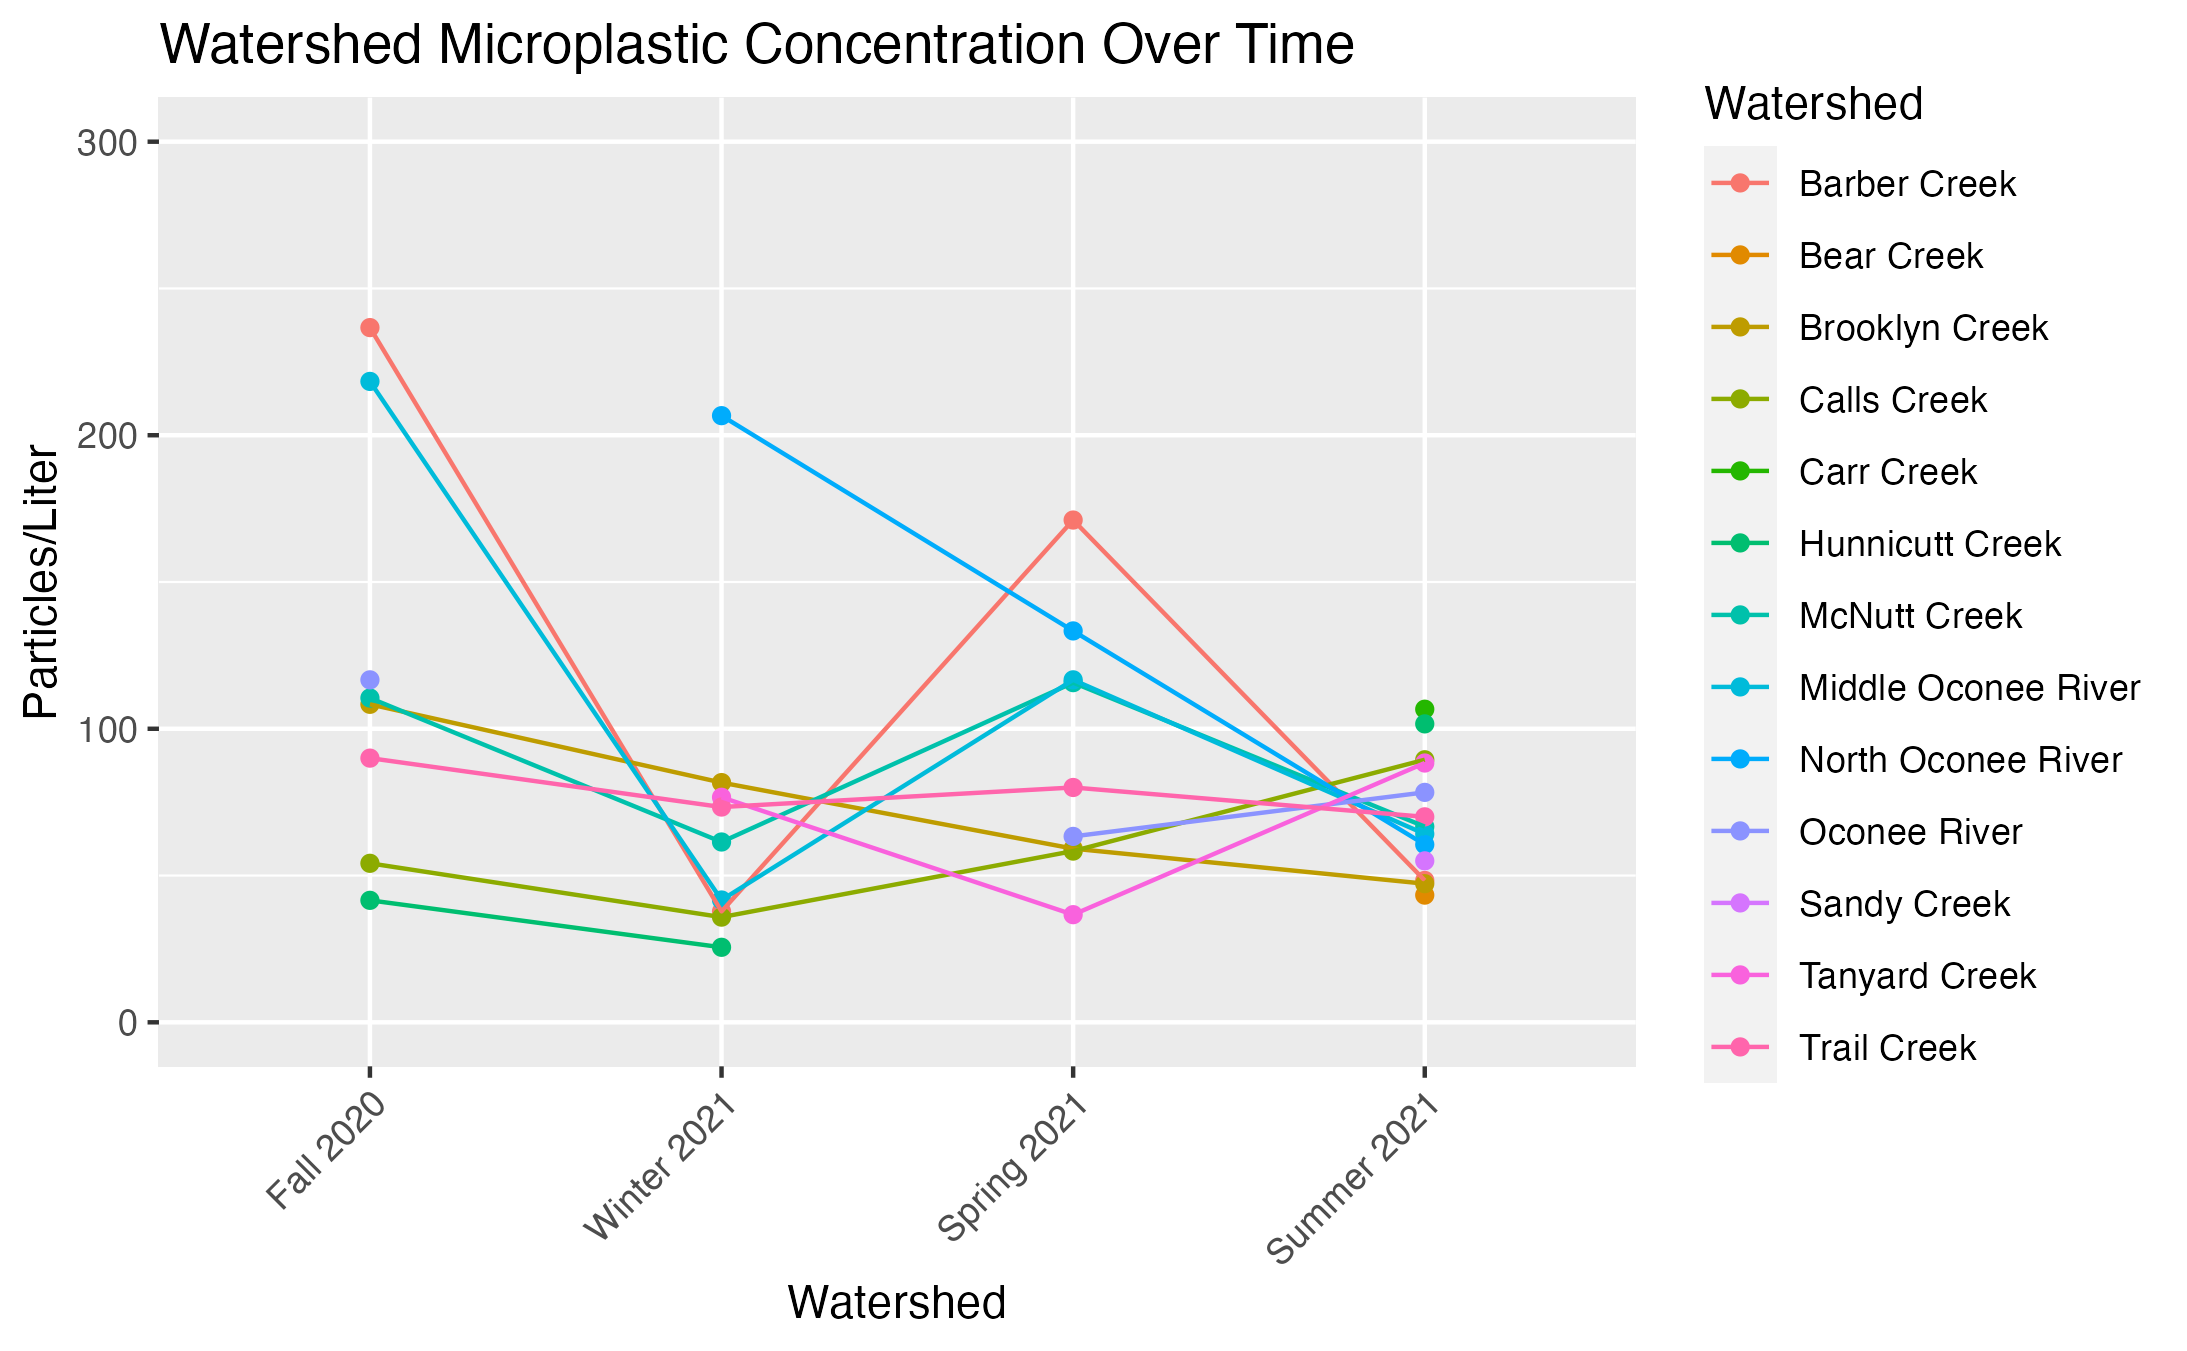 Watershed Microplastic Concentration Over Time
Particles/Liter
300
200
100
0
Fall 2020
Winter 2021
Spring 2021
Summer 2021
Watershed
Watershed
Barber Creek
Bear Creek
Brooklyn Creek
Calls Creek
Carr Creek
Hunnicutt Creek
McNutt Creek
Middle Oconee River
North Oconee River
Oconee River
Sandy Creek
Tanyard Creek
Trail Creek